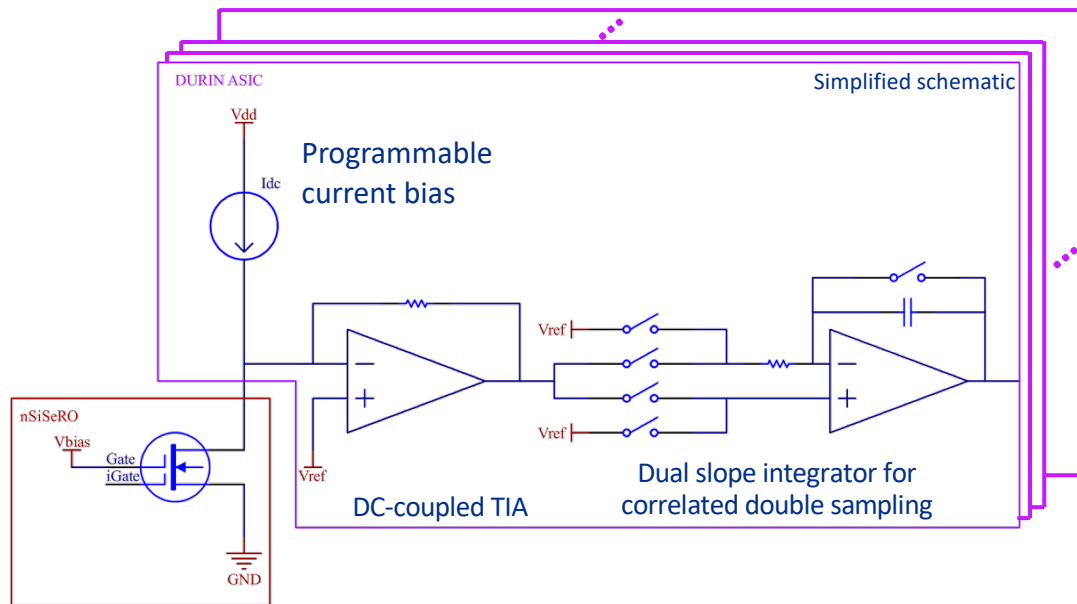 DURIN ASIC
Simplified schematic
Vdd
Programmable
current bias
Idc
Vref
Vref
Vref
nSiSeRO
Vbias
Gate
iGate
GND
DC-coupled TIA
Dual slope integrator for
correlated double sampling